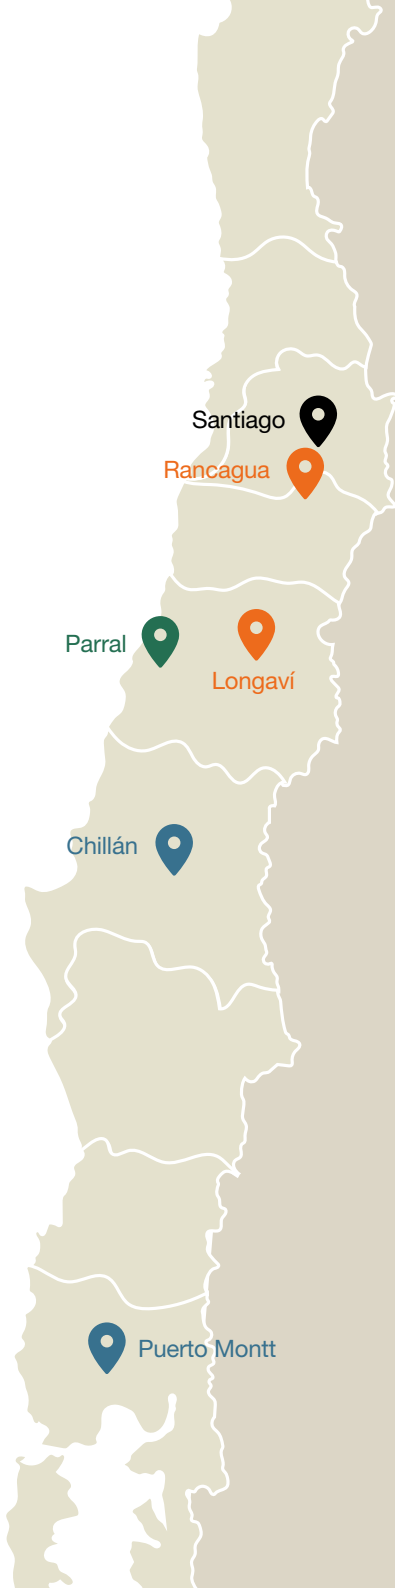 Santiago
Rancagua
Parral
Longaví
Chillán
Puerto Montt